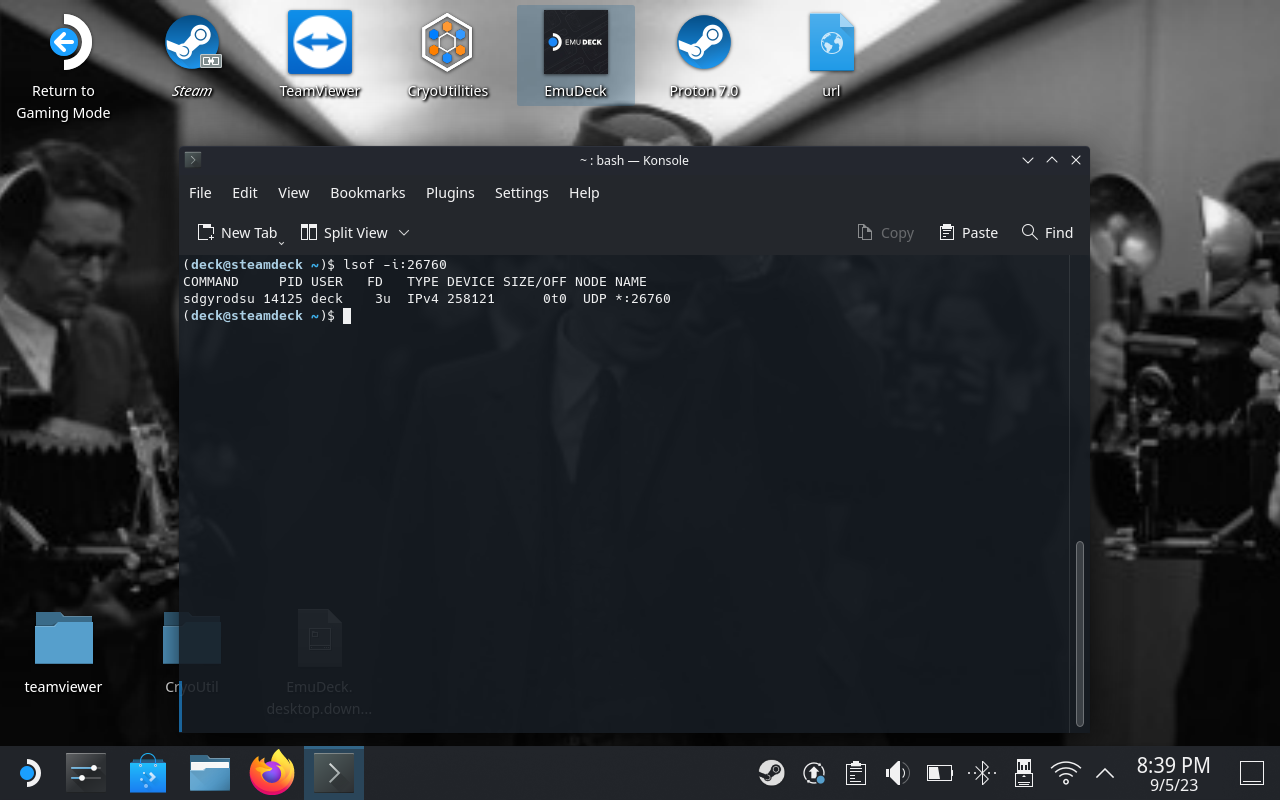 Return to
Gaming Mode
Steam
TeamViewer
CryoUtilities
EMUDECK
EmuDeck
Proton 7.0
url
~ : bash — Konsole
File Edit View Bookmarks Plugins Settings Help
New Tab Split View Copy Paste Find
(deck@steamdeck ~)$ lsof -i:26760
COMMAND     PID USER   FD   TYPE DEVICE SIZE/OFF NODE NAME
sdgyrodsu 14125 deck    3u  IPv4 258121      0t0  UDP *:26760
(deck@steamdeck ~)$
teamviewer
CryoUtil
EmuDeck.
desktop.down...
8:39 PM
9/5/23